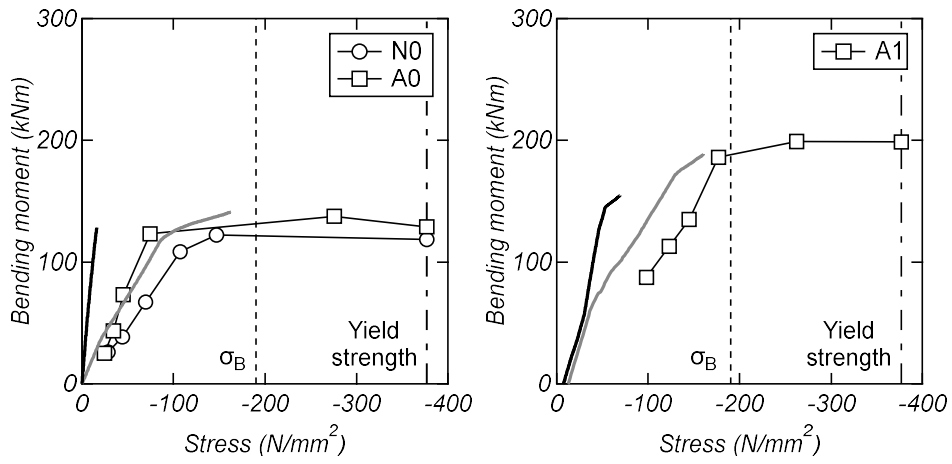 300
200
100
0
Bending moment (kNm)
N0
A0
σB
Yield
strength
0
-100
-200
-300
-400
Stress (N/mm²)
300
200
100
0
Bending moment (kNm)
A1
σB
Yield
strength
0
-100
-200
-300
-400
Stress (N/mm²)